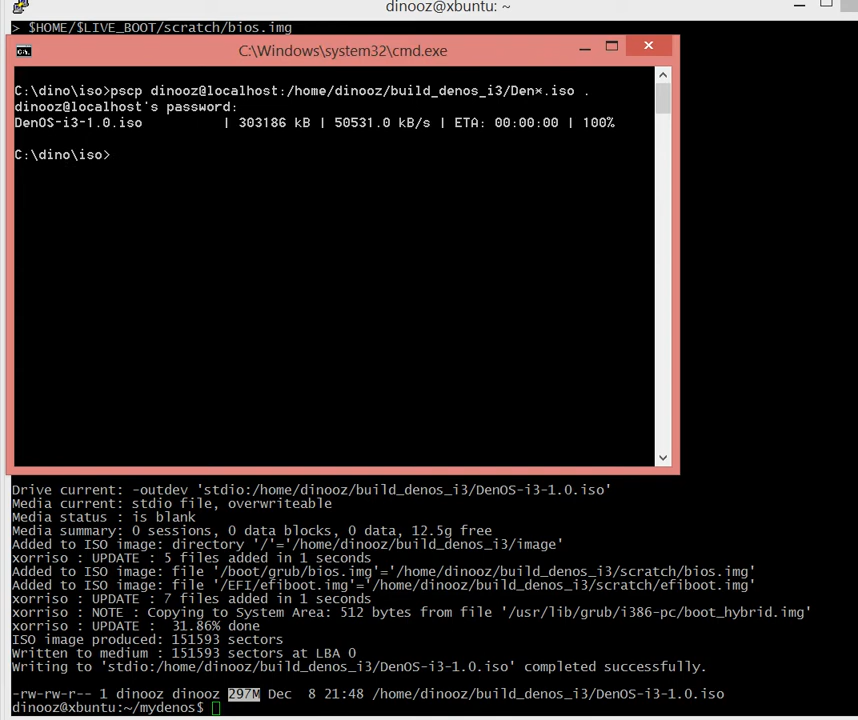 dinooz@xbuntu: ~
> $HOME/$LIVE_BOOT/scratch/bios.img
C:\Windows\system32\cmd.exe
C:\dino\iso>pscp dinooz@localhost:/home/dinooz/build_denos_i3/Den*.iso .
dinooz@localhost's password:
DenOS-i3-1.0.iso | 303186 kB | 50531.0 kB/s | ETA: 00:00:00 | 100%
C:\dino\iso>
Drive current: -outdev 'stdio:/home/dinooz/build_denos_i3/DenOS-i3-1.0.iso'
Media current: stdio file, overwriteable
Media status : is blank
Media summary: 0 sessions, 0 data blocks, 0 data, 12.5g free
Added to ISO image: directory '/'='/home/dinooz/build_denos_i3/image'
xorriso : UPDATE : 5 files added in 1 seconds
Added to ISO image: file '/boot/grub/bios.img'='/home/dinooz/build_denos_i3/scratch/bios.img'
Added to ISO image: file '/EFI/efiboot.img'='/home/dinooz/build_denos_i3/scratch/efiboot.img'
xorriso : UPDATE : 7 files added in 1 seconds
xorriso : NOTE : Copying to System Area: 512 bytes from file '/usr/lib/grub/i386-pc/boot_hybrid.img'
xorriso : UPDATE :  31.86% done
ISO image produced: 151593 sectors
Written to medium : 151593 sectors at LBA 0
Writing to 'stdio:/home/dinooz/build_denos_i3/DenOS-i3-1.0.iso' completed successfully.
-rw-rw-r-- 1 dinooz dinooz 297M Dec  8 21:48 /home/dinooz/build_denos_i3/DenOS-i3-1.0.iso
dinooz@xbuntu:~/mydenos$